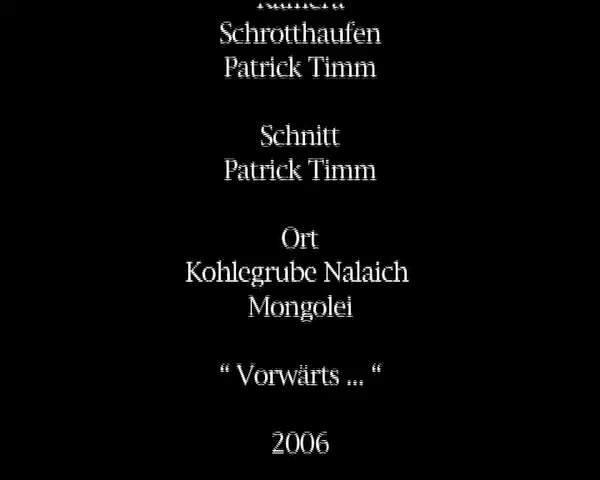 Schrotthaufen
Patrick Timm
Schnitt
Patrick Timm
Ort
Kohlegrube Nalaich
Mongolei
“ Vorwärts ... “
2006